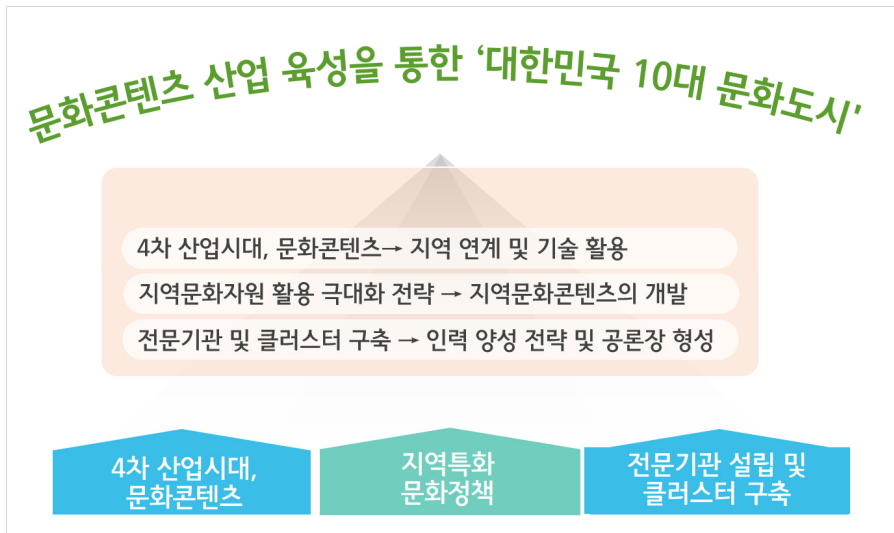 문화콘텐츠 산업 육성을 통한 ‘대한민국 10대 문화도시’
4차 산업시대, 문화콘텐츠→ 지역 연계 및 기술 활용
지역문화자원 활용 극대화 전략 → 지역문화콘텐츠의 개발
전문기관 및 클러스터 구축 → 인력 양성 전략 및 공론장 형성
4차 산업시대,
문화콘텐츠
지역특화
문화정책
전문기관 설립 및
클러스터 구축